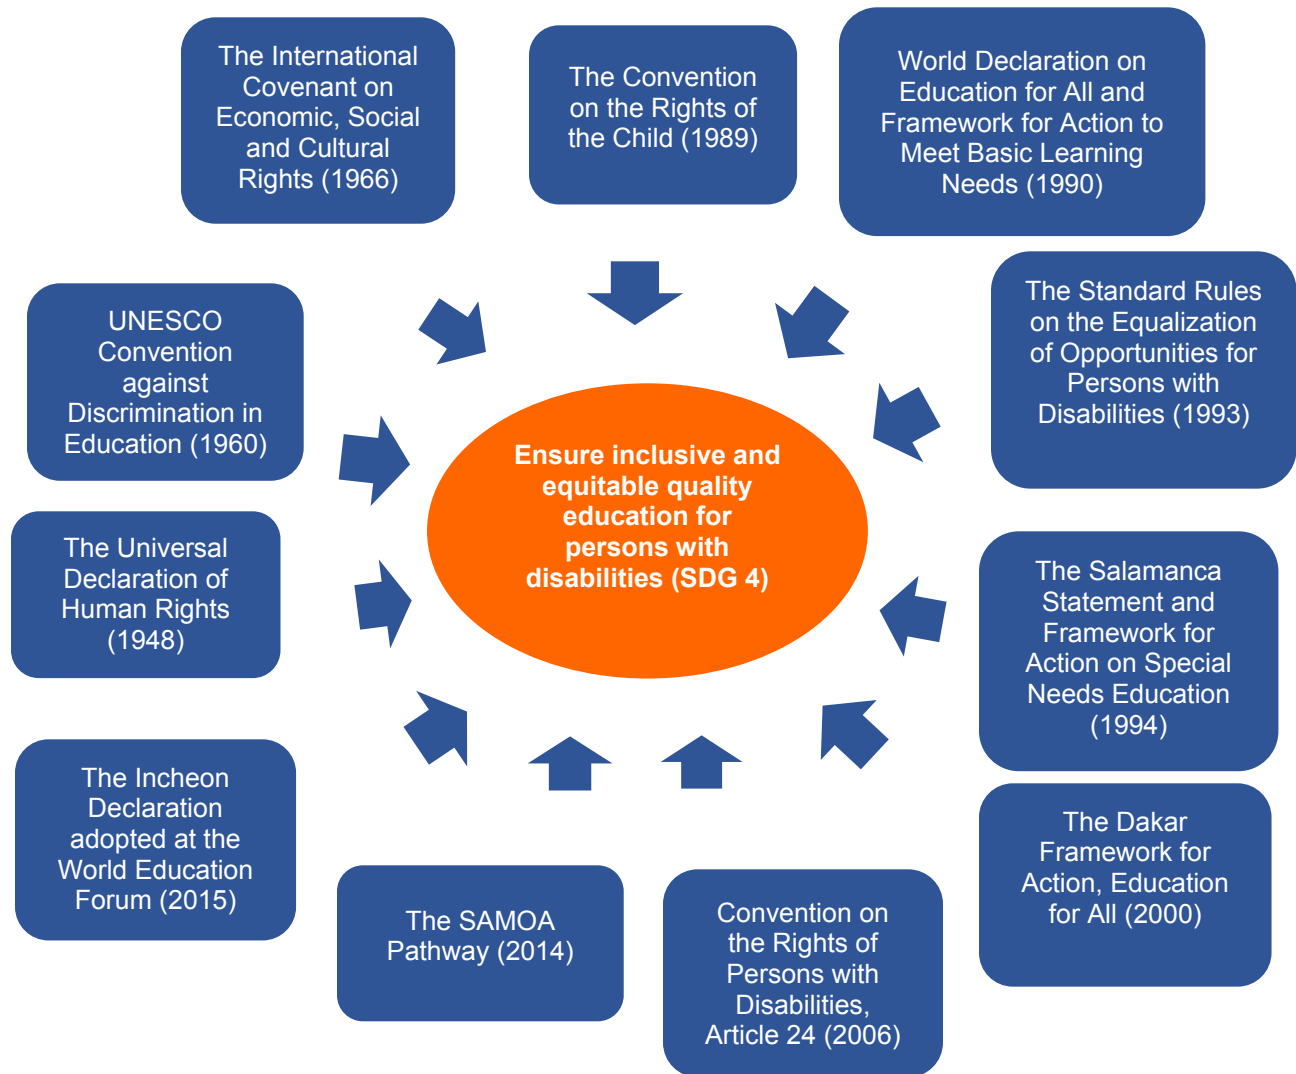 The International
Covenant on
Economic, Social
and Cultural
Rights (1966)
The Convention
on the Rights of
the Child (1989)
World Declaration on
Education for All and
Framework for Action to
Meet Basic Learning
Needs (1990)
UNESCO
Convention
against
Discrimination in
Education (1960)
The Standard Rules
on the Equalization
of Opportunities for
Persons with
Disabilities (1993)
Ensure inclusive and
equitable quality
education for
persons with
disabilities (SDG 4)
The Universal
Declaration of
Human Rights
(1948)
The Salamanca
Statement and
Framework for
Action on Special
Needs Education
(1994)
The Incheon
Declaration
adopted at the
World Education
Forum (2015)
The SAMOA
Pathway (2014)
Convention on
the Rights of
Persons with
Disabilities,
Article 24 (2006)
The Dakar
Framework for
Action, Education
for All (2000)